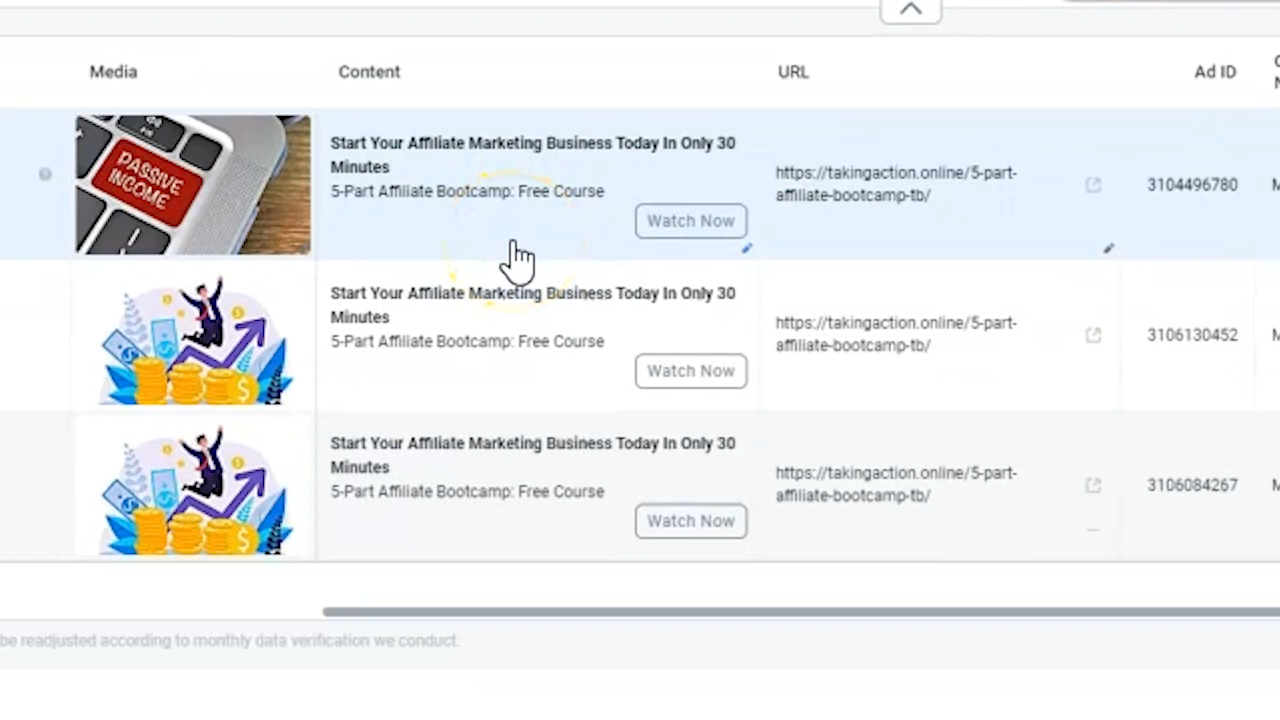 Media
Content
URL
Ad ID
PASSIVE
INCOME
Start Your Affiliate Marketing Business Today In Only 30
Minutes
5-Part Affiliate Bootcamp: Free Course
Watch Now
https://takingaction.online/5-part-
affiliate-bootcamp-tb/
3104496780
Start Your Affiliate Marketing Business Today In Only 30
Minutes
5-Part Affiliate Bootcamp: Free Course
Watch Now
https://takingaction.online/5-part-
affiliate-bootcamp-tb/
3106130452
Start Your Affiliate Marketing Business Today In Only 30
Minutes
5-Part Affiliate Bootcamp: Free Course
Watch Now
https://takingaction.online/5-part-
affiliate-bootcamp-tb/
3106084267
be readjusted according to monthly data verification we conduct.